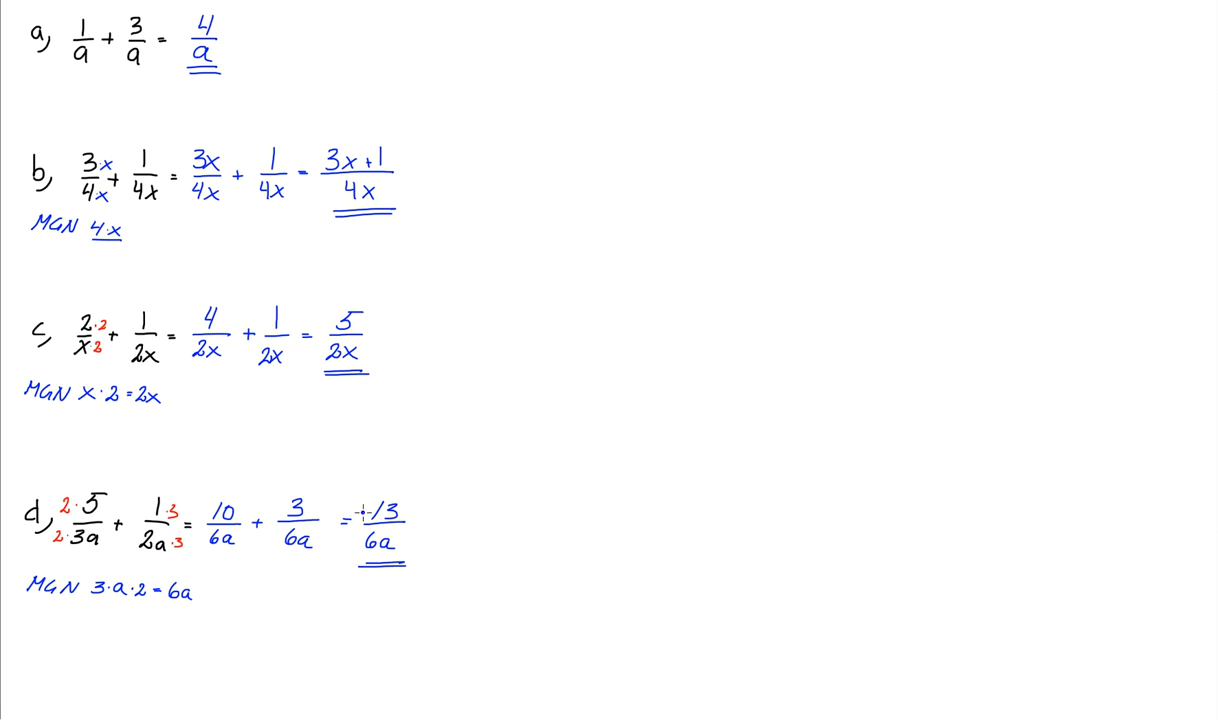 a, 1/a + 3/a = 4/a
b, 3·x/4x + 1/4x = 3x/4x + 1/4x = 3x+1/4x
MGN 4·x
c, 2·2/x·2 + 1/2x = 4/2x + 1/2x = 5/2x
MGN x·2=2x
d, 2·5/2·3a + 1·3/2a·3 = 10/6a + 3/6a = 13/6a
MGN 3·a·2=6a